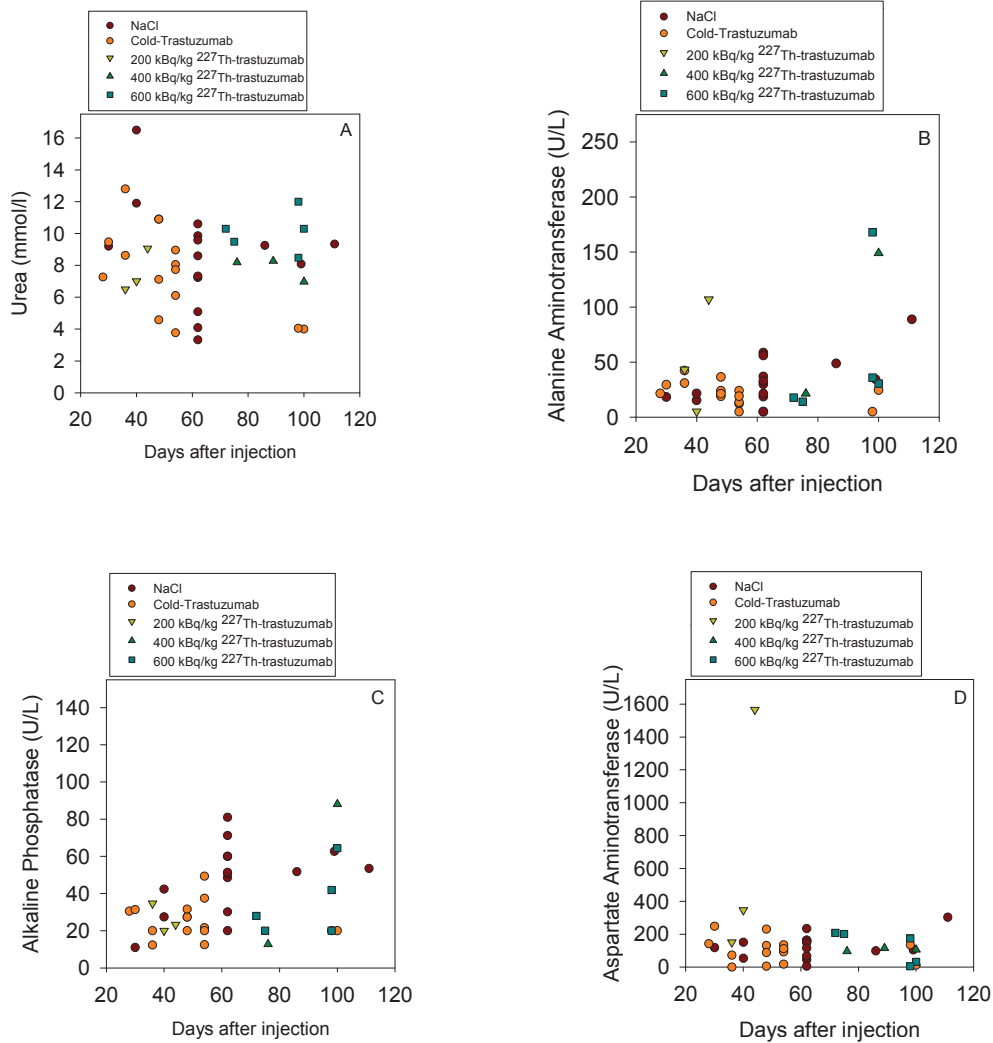 NaCl
Cold-Trastuzumab
200 kBq/kg 227Th-trastuzumab
400 kBq/kg 227Th-trastuzumab
600 kBq/kg 227Th-trastuzumab
A
Urea (mmol/l)
16
14
12
10
8
6
4
2
0
20 40 60 80 100 120
Days after injection
NaCl
Cold-Trastuzumab
200 kBq/kg 227Th-trastuzumab
400 kBq/kg 227Th-trastuzumab
600 kBq/kg 227Th-trastuzumab
B
Alanine Aminotransferase (U/L)
250
200
150
100
50
0
20 40 60 80 100 120
Days after injection
NaCl
Cold-Trastuzumab
200 kBq/kg 227Th-trastuzumab
400 kBq/kg 227Th-trastuzumab
600 kBq/kg 227Th-trastuzumab
C
Alkaline Phosphatase (U/L)
140
120
100
80
60
40
20
0
20 40 60 80 100 120
Days after injection
NaCl
Cold-Trastuzumab
200 kBq/kg 227Th-trastuzumab
400 kBq/kg 227Th-trastuzumab
600 kBq/kg 227Th-trastuzumab
D
Aspartate Aminotransferase (U/L)
1600
1400
1200
1000
800
600
400
200
0
20 40 60 80 100 120
Days after injection